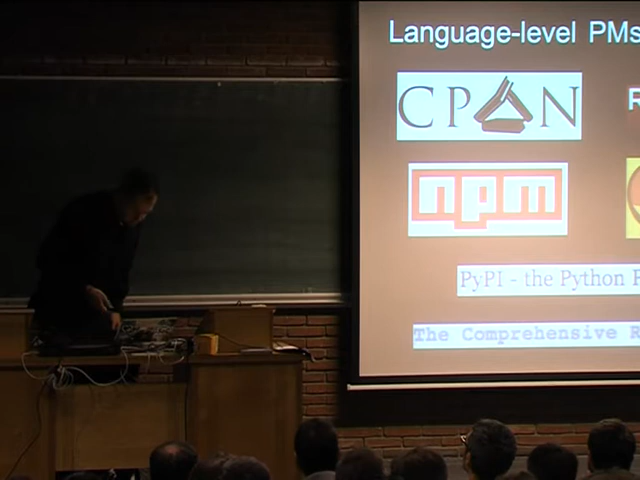 Language-level PMs
CPAN
R
npm
PyPI - the Python P
The Comprehensive R